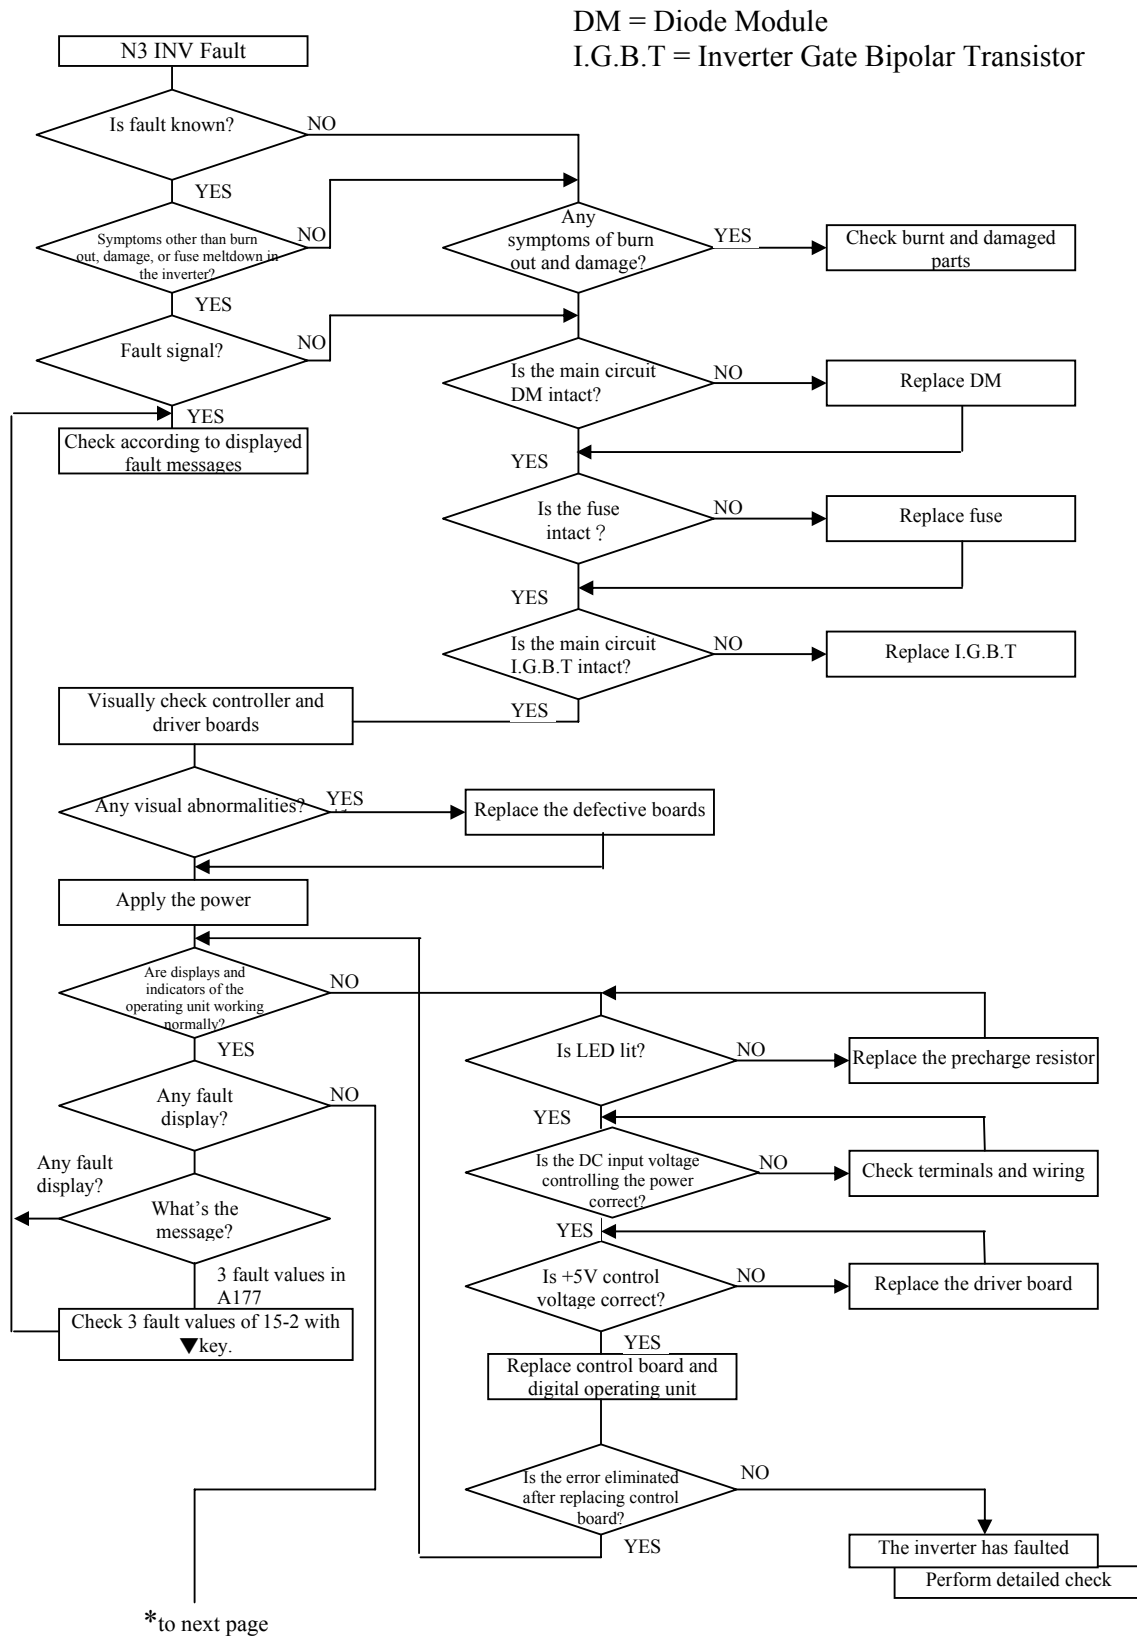 DM = Diode Module
I.G.B.T = Inverter Gate Bipolar Transistor
N3 INV Fault
Is fault known?
NO
YES
Symptoms other than burn
out, damage, or fuse meltdown in
the inverter?
NO
YES
Any
symptoms of burn
out and damage?
YES
Check burnt and damaged
parts
Fault signal?
NO
YES
Check according to displayed
fault messages
Is the main circuit
DM intact?
NO
Replace DM
YES
Is the fuse
intact ?
NO
Replace fuse
YES
Is the main circuit
I.G.B.T intact?
NO
Replace I.G.B.T
YES
Visually check controller and
driver boards
Any visual abnormalities?
YES
Replace the defective boards
Apply the power
Are displays and
indicators of the
operating unit working
normally?
NO
YES
Is LED lit?
NO
Replace the precharge resistor
YES
Any fault
display?
NO
Is the DC input voltage
controlling the power
correct?
NO
Check terminals and wiring
YES
Any fault
display?
What's the
message?
3 fault values in
A177
Check 3 fault values of 15-2 with
▼key.
Is +5V control
voltage correct?
NO
Replace the driver board
YES
Replace control board and
digital operating unit
Is the error eliminated
after replacing control
board?
NO
YES
The inverter has faulted
Perform detailed check
*to next page